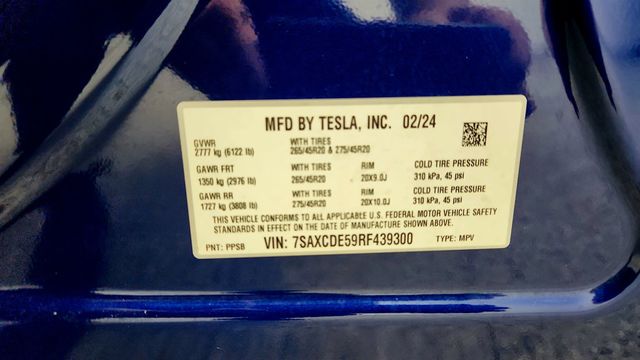 MFD BY TESLA, INC. 02/24
GVWR WITH TIRES
2777 kg (6122 lb) 265/45R20 & 275/45R20
GAWR FRT WITH TIRES RIM COLD TIRE PRESSURE
1350 kg (2976 lb) 265/45R20 20X9.0J 310 kPa, 45 psi
GAWR RR WITH TIRES RIM COLD TIRE PRESSURE
1727 kg (3808 lb) 275/45R20 20X10.0J 310 kPa, 45 psi
THIS VEHICLE CONFORMS TO ALL APPLICABLE U.S. FEDERAL MOTOR VEHICLE SAFETY
STANDARDS IN EFFECT ON THE DATE OF MANUFACTURE SHOWN ABOVE.
PNT: PPSB VIN: 7SAXCDE59RF439300 TYPE: MPV